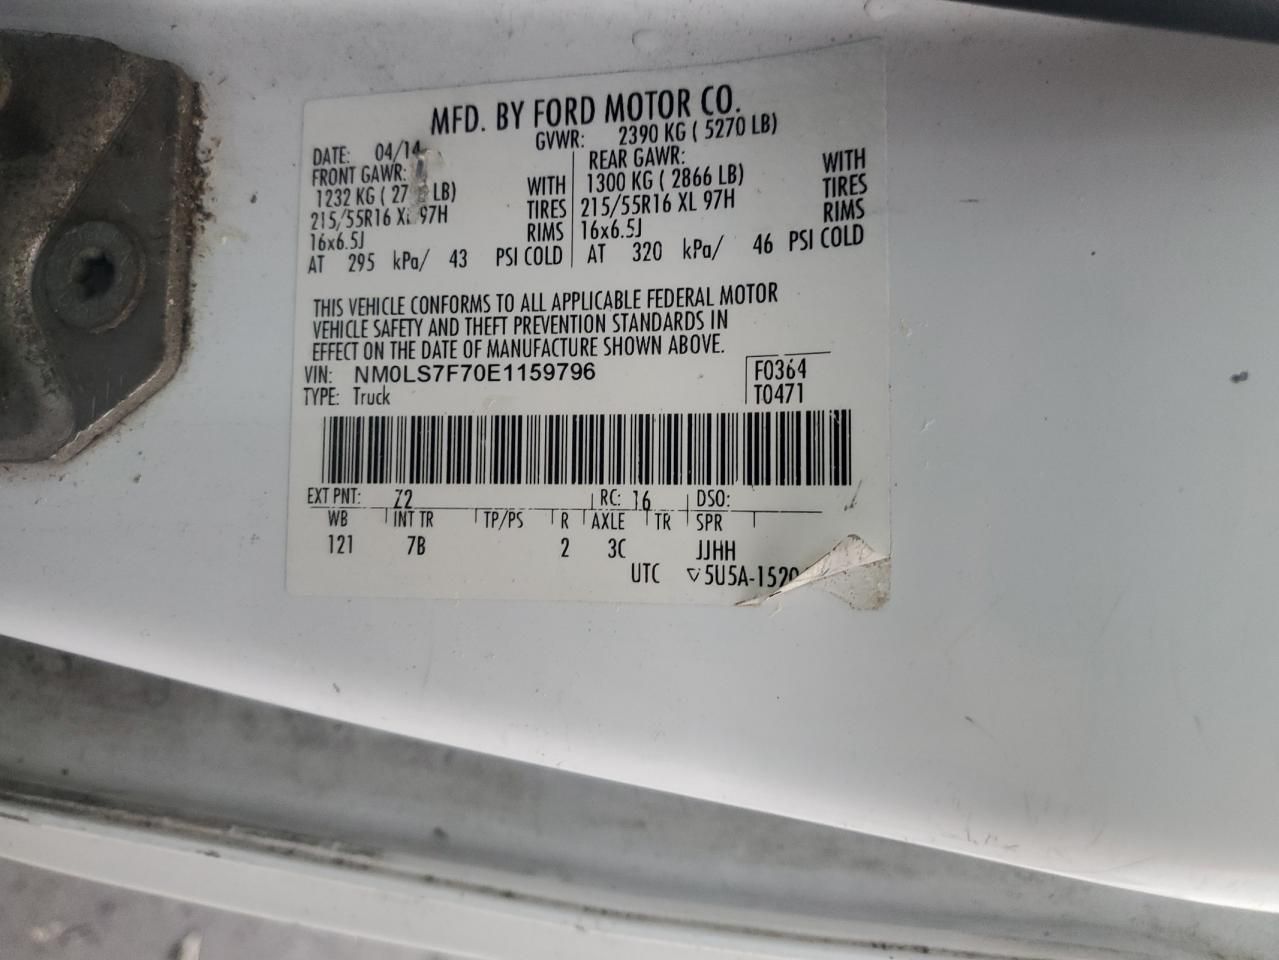 MFD. BY FORD MOTOR CO.
DATE: 04/14 GVWR: 2390 KG ( 5270 LB)
FRONT GAWR: REAR GAWR:
1232 KG ( LB) WITH 1300 KG ( 2866 LB) WITH
215/55R16 XL 97H TIRES 215/55R16 XL 97H TIRES
16x6.5J RIMS 16x6.5J RIMS
AT 295 kPa/ 43 PSI COLD AT 320 kPa/ 46 PSI COLD
THIS VEHICLE CONFORMS TO ALL APPLICABLE FEDERAL MOTOR
VEHICLE SAFETY AND THEFT PREVENTION STANDARDS IN
EFFECT ON THE DATE OF MANUFACTURE SHOWN ABOVE.
VIN: NM0LS7F70E1159796 F0364
TYPE: Truck T0471
EXT PNT: Z2 RC: 16 DSO:
WB INT TR TP/PS R AXLE TR SPR
121 7B 2 3C JJHH
UTC ▽5U5A-1520